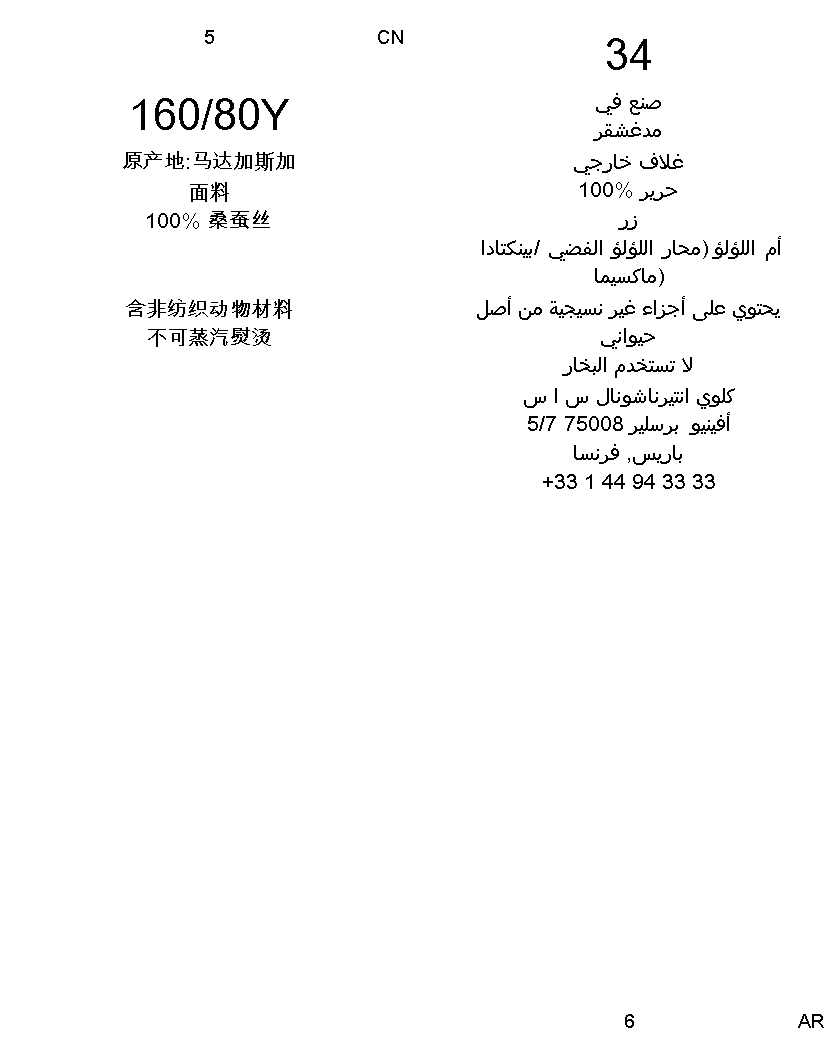 5
CN
160/80Y
原产地:马达加斯加
面料
100% 桑蚕丝
含非纺织动物材料
不可蒸汽熨烫
34
صنع في
مدغشقر
غلاف خارجي
100% حرير
زر
أم اللؤلؤ (محار اللؤلؤ الفضي /بينكتادا
ماكسيما)
يحتوي على أجزاء غير نسيجية من أصل
حيواني
لا تستخدم البخار
كلوي انتيرناشونال س ا س
5/7 أفينيو برسلير 75008
باريس, فرنسا
+33 1 44 94 33 33
6
AR